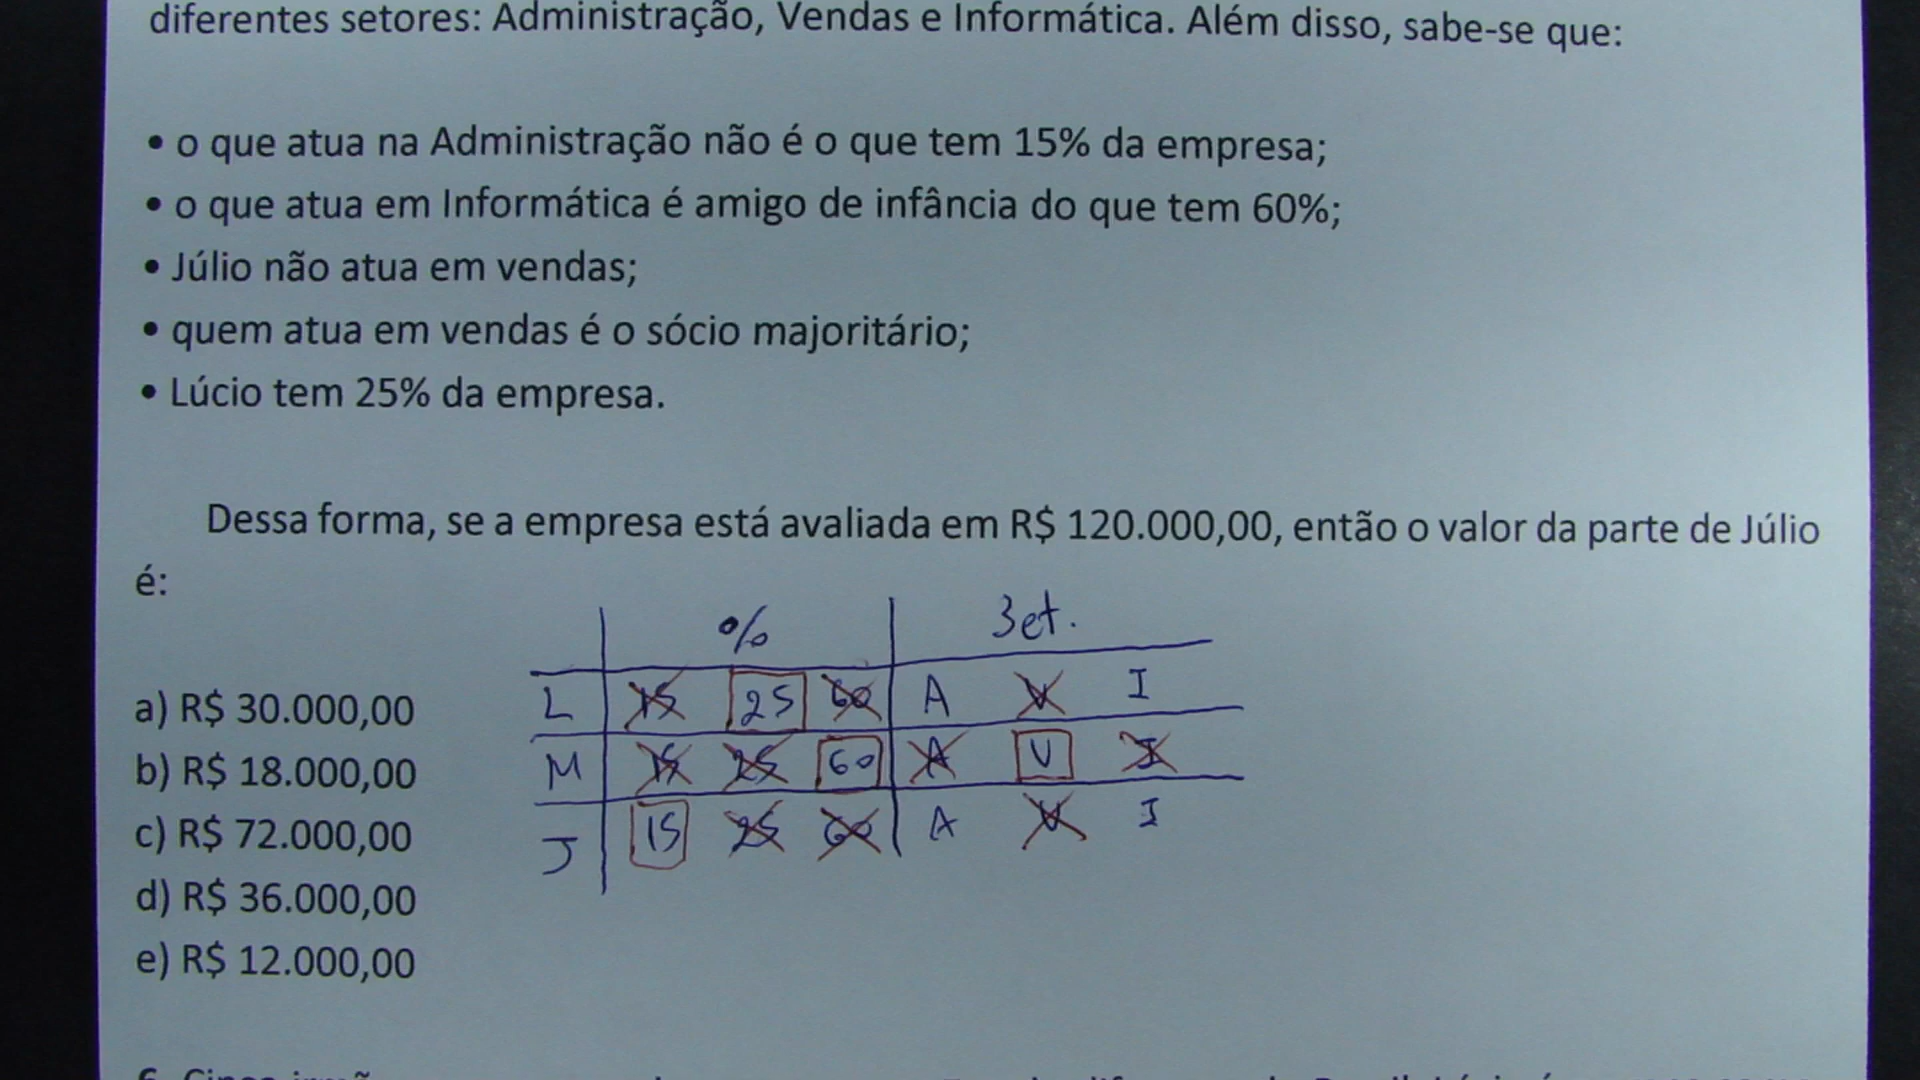 diferentes setores: Administração, Vendas e Informática. Além disso, sabe-se que:
• o que atua na Administração não é o que tem 15% da empresa;
• o que atua em Informática é amigo de infância do que tem 60%;
• Júlio não atua em vendas;
• quem atua em vendas é o sócio majoritário;
• Lúcio tem 25% da empresa.
Dessa forma, se a empresa está avaliada em R$ 120.000,00, então o valor da parte de Júlio
é:
% Set.
a) R$ 30.000,00
b) R$ 18.000,00
c) R$ 72.000,00
d) R$ 36.000,00
e) R$ 12.000,00
L 15 25 60 A V I
M 15 25 60 A V I
J 15 25 60 A V I